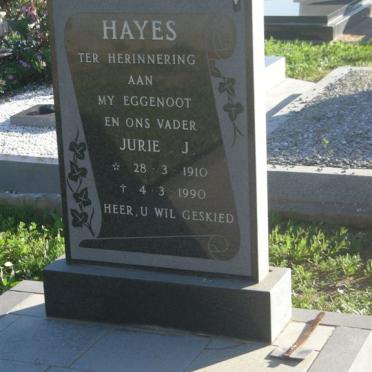 HAYES
TER HERINNERING
AAN
MY EGGENOOT
EN ONS VADER
JURIE J.
☆ 28·3·1910
† 4·3·1990
HEER, U WIL GESKIED